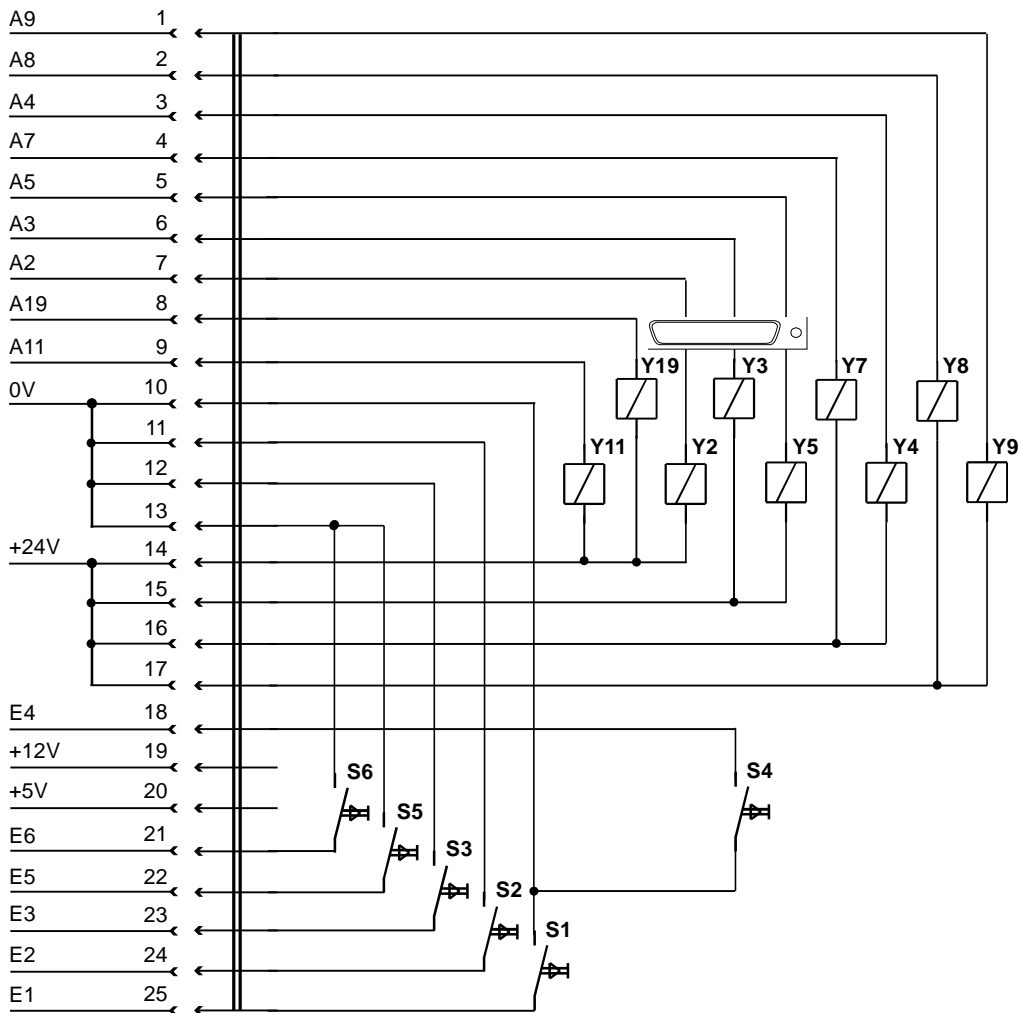 A9 1
A8 2
A4 3
A7 4
A5 5
A3 6
A2 7
A19 8
A11 9
Y19 Y3 Y7 Y8
0V 10
11
Y11 Y2 Y5 Y4 Y9
12
13
+24V 14
15
16
17
E4 18
+12V 19
S6 S4
+5V 20
S5
E6 21
S3
E5 22
S2
E3 23
S1
E2 24
E1 25